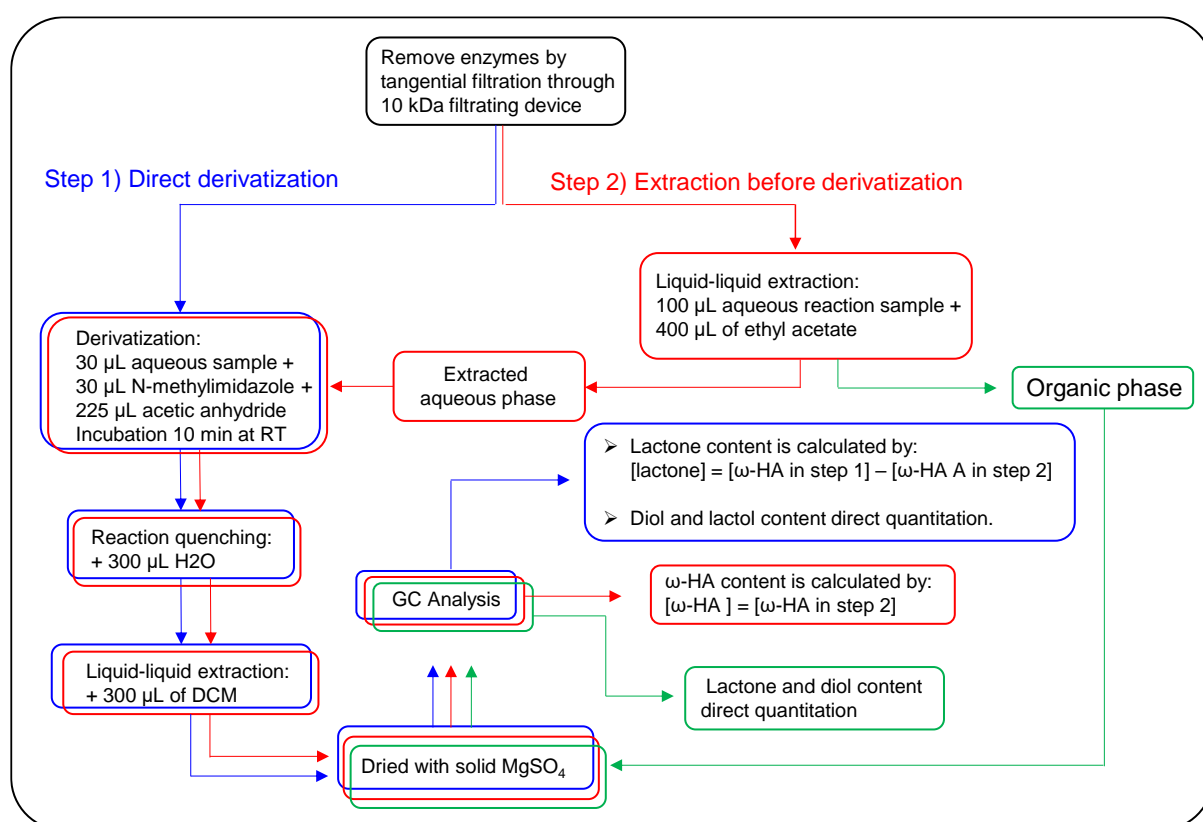 Remove enzymes by
tangential filtration through
10 kDa filtrating device
Step 1) Direct derivatization
Step 2) Extraction before derivatization
Liquid-liquid extraction:
100 µL aqueous reaction sample +
400 µL of ethyl acetate
Derivatization:
30 µL aqueous sample +
30 µL N-methylimidazole +
225 µL acetic anhydride
Incubation 10 min at RT
Extracted
aqueous phase
Organic phase
➢ Lactone content is calculated by:
[lactone] = [ω-HA in step 1] – [ω-HA A in step 2]
➢ Diol and lactol content direct quantitation.
Reaction quenching:
+ 300 µL H2O
GC Analysis
ω-HA content is calculated by:
[ω-HA ] = [ω-HA in step 2]
Liquid-liquid extraction:
+ 300 µL of DCM
Lactone and diol content
direct quantitation
Dried with solid MgSO₄